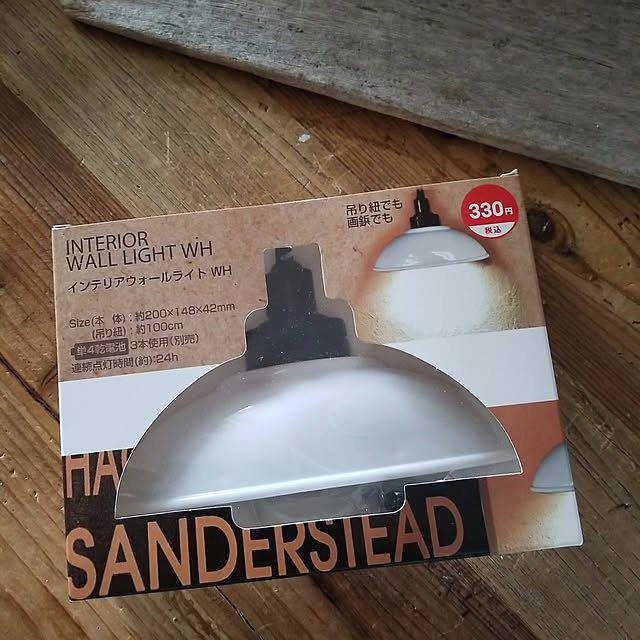 INTERIOR
WALL LIGHT WH
インテリアウォールライト WH
Size(本 体):約200×148×42mm
(吊り紐):約100cm
単4乾電池 3本使用(別売)
連続点灯時間(約):24h
吊り紐でも
画鋲でも
330円
税込
SANDERSTEAD